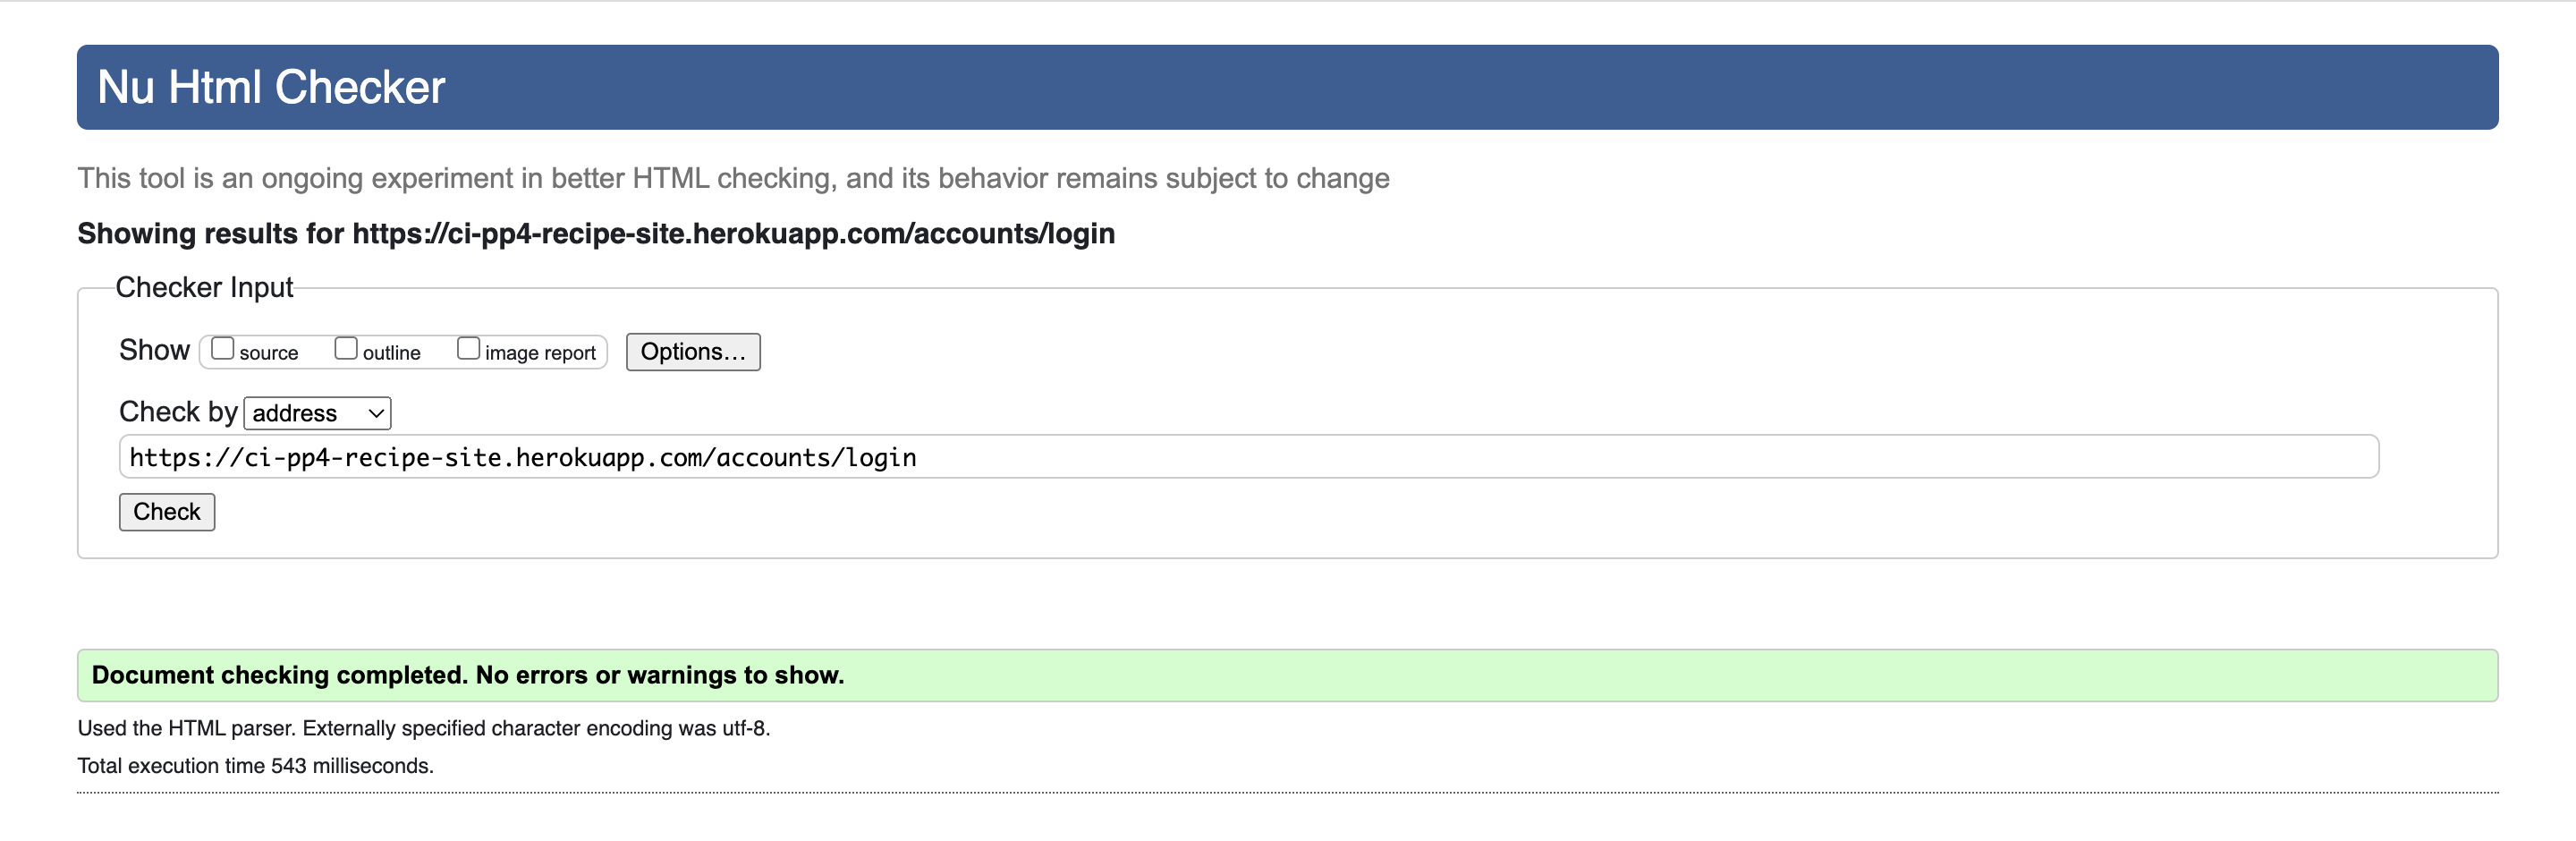 Nu Html Checker
This tool is an ongoing experiment in better HTML checking, and its behavior remains subject to change
Showing results for https://ci-pp4-recipe-site.herokuapp.com/accounts/login
Checker Input
Show source outline image report Options...
Check by address
https://ci-pp4-recipe-site.herokuapp.com/accounts/login
Check
Document checking completed. No errors or warnings to show.
Used the HTML parser. Externally specified character encoding was utf-8.
Total execution time 543 milliseconds.